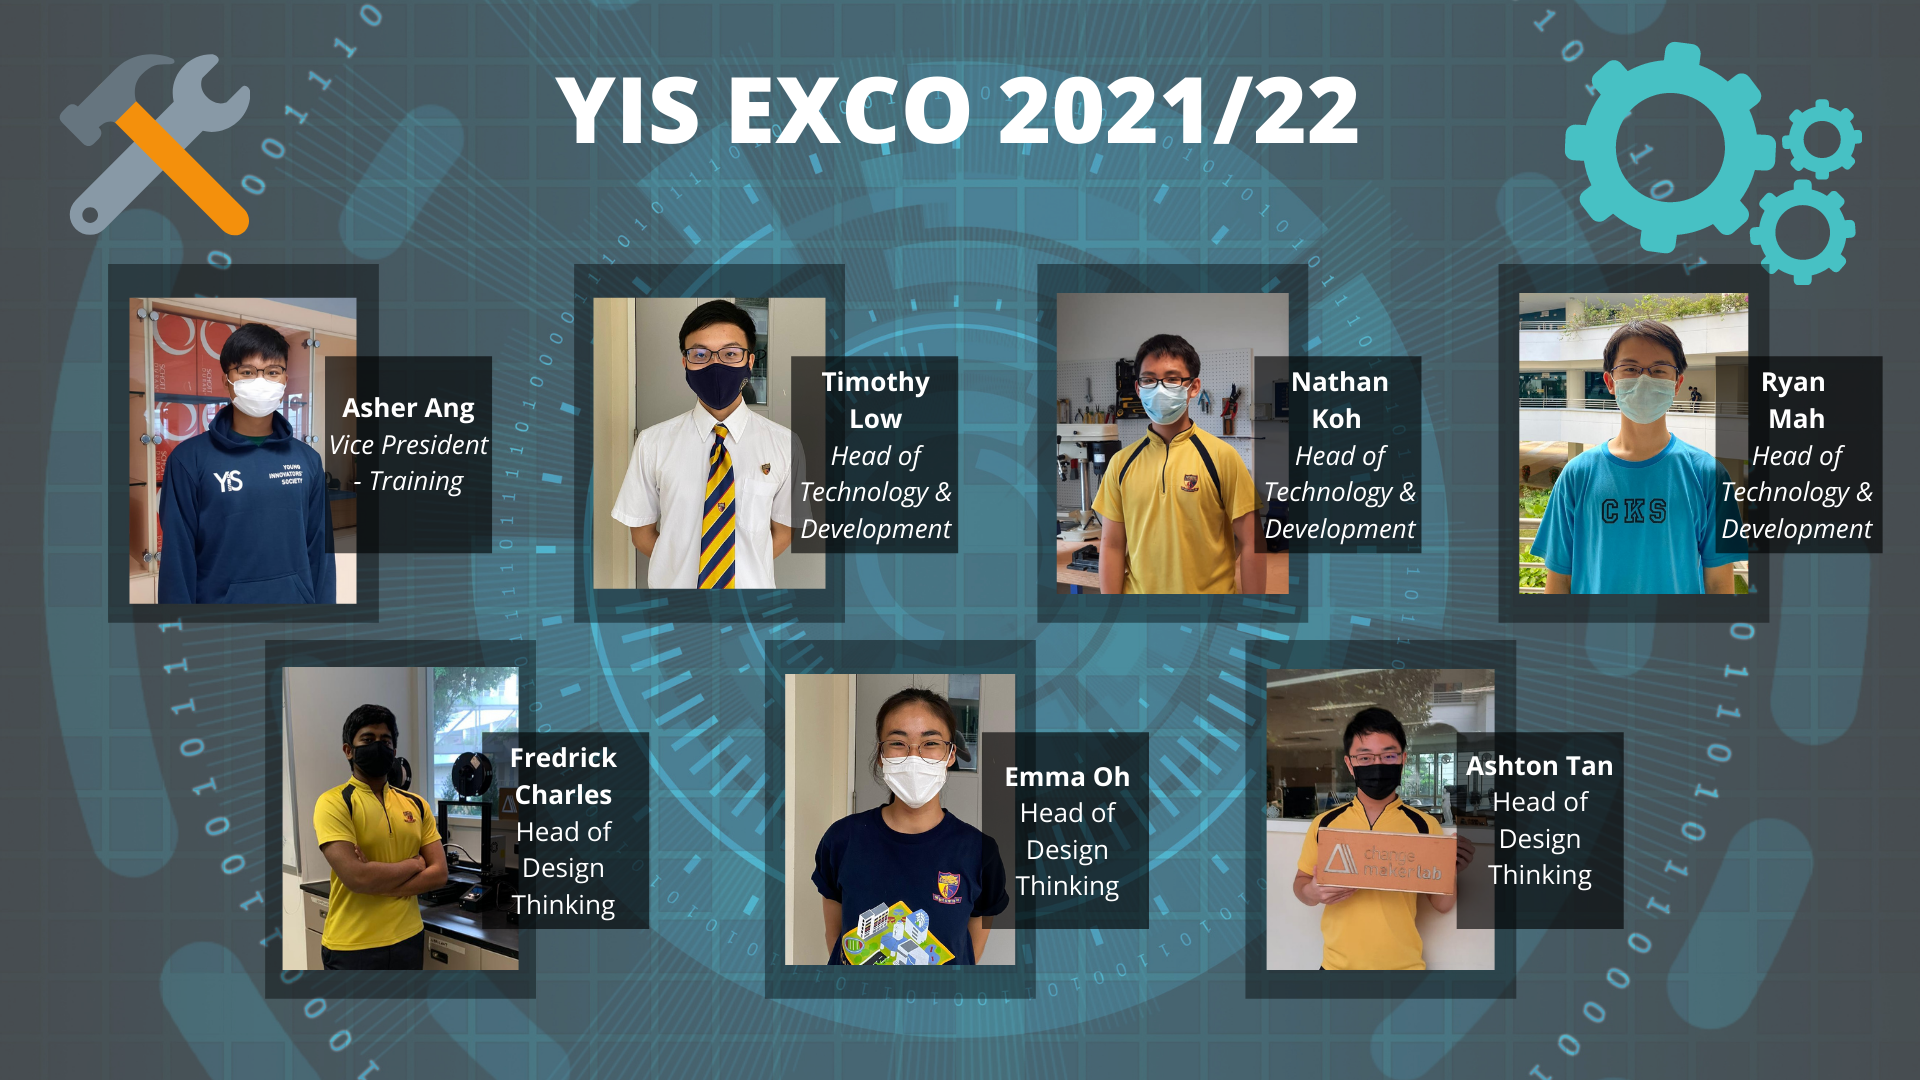 YIS EXCO 2021/22
YIS
YOUNG
INNOVATORS'
SOCIETY
Asher Ang
Vice President
- Training
Timothy
Low
Head of
Technology &
Development
Nathan
Koh
Head of
Technology &
Development
CKS
Ryan
Mah
Head of
Technology &
Development
Fredrick
Charles
Head of
Design
Thinking
Emma Oh
Head of
Design
Thinking
change
maker lab
Ashton Tan
Head of
Design
Thinking